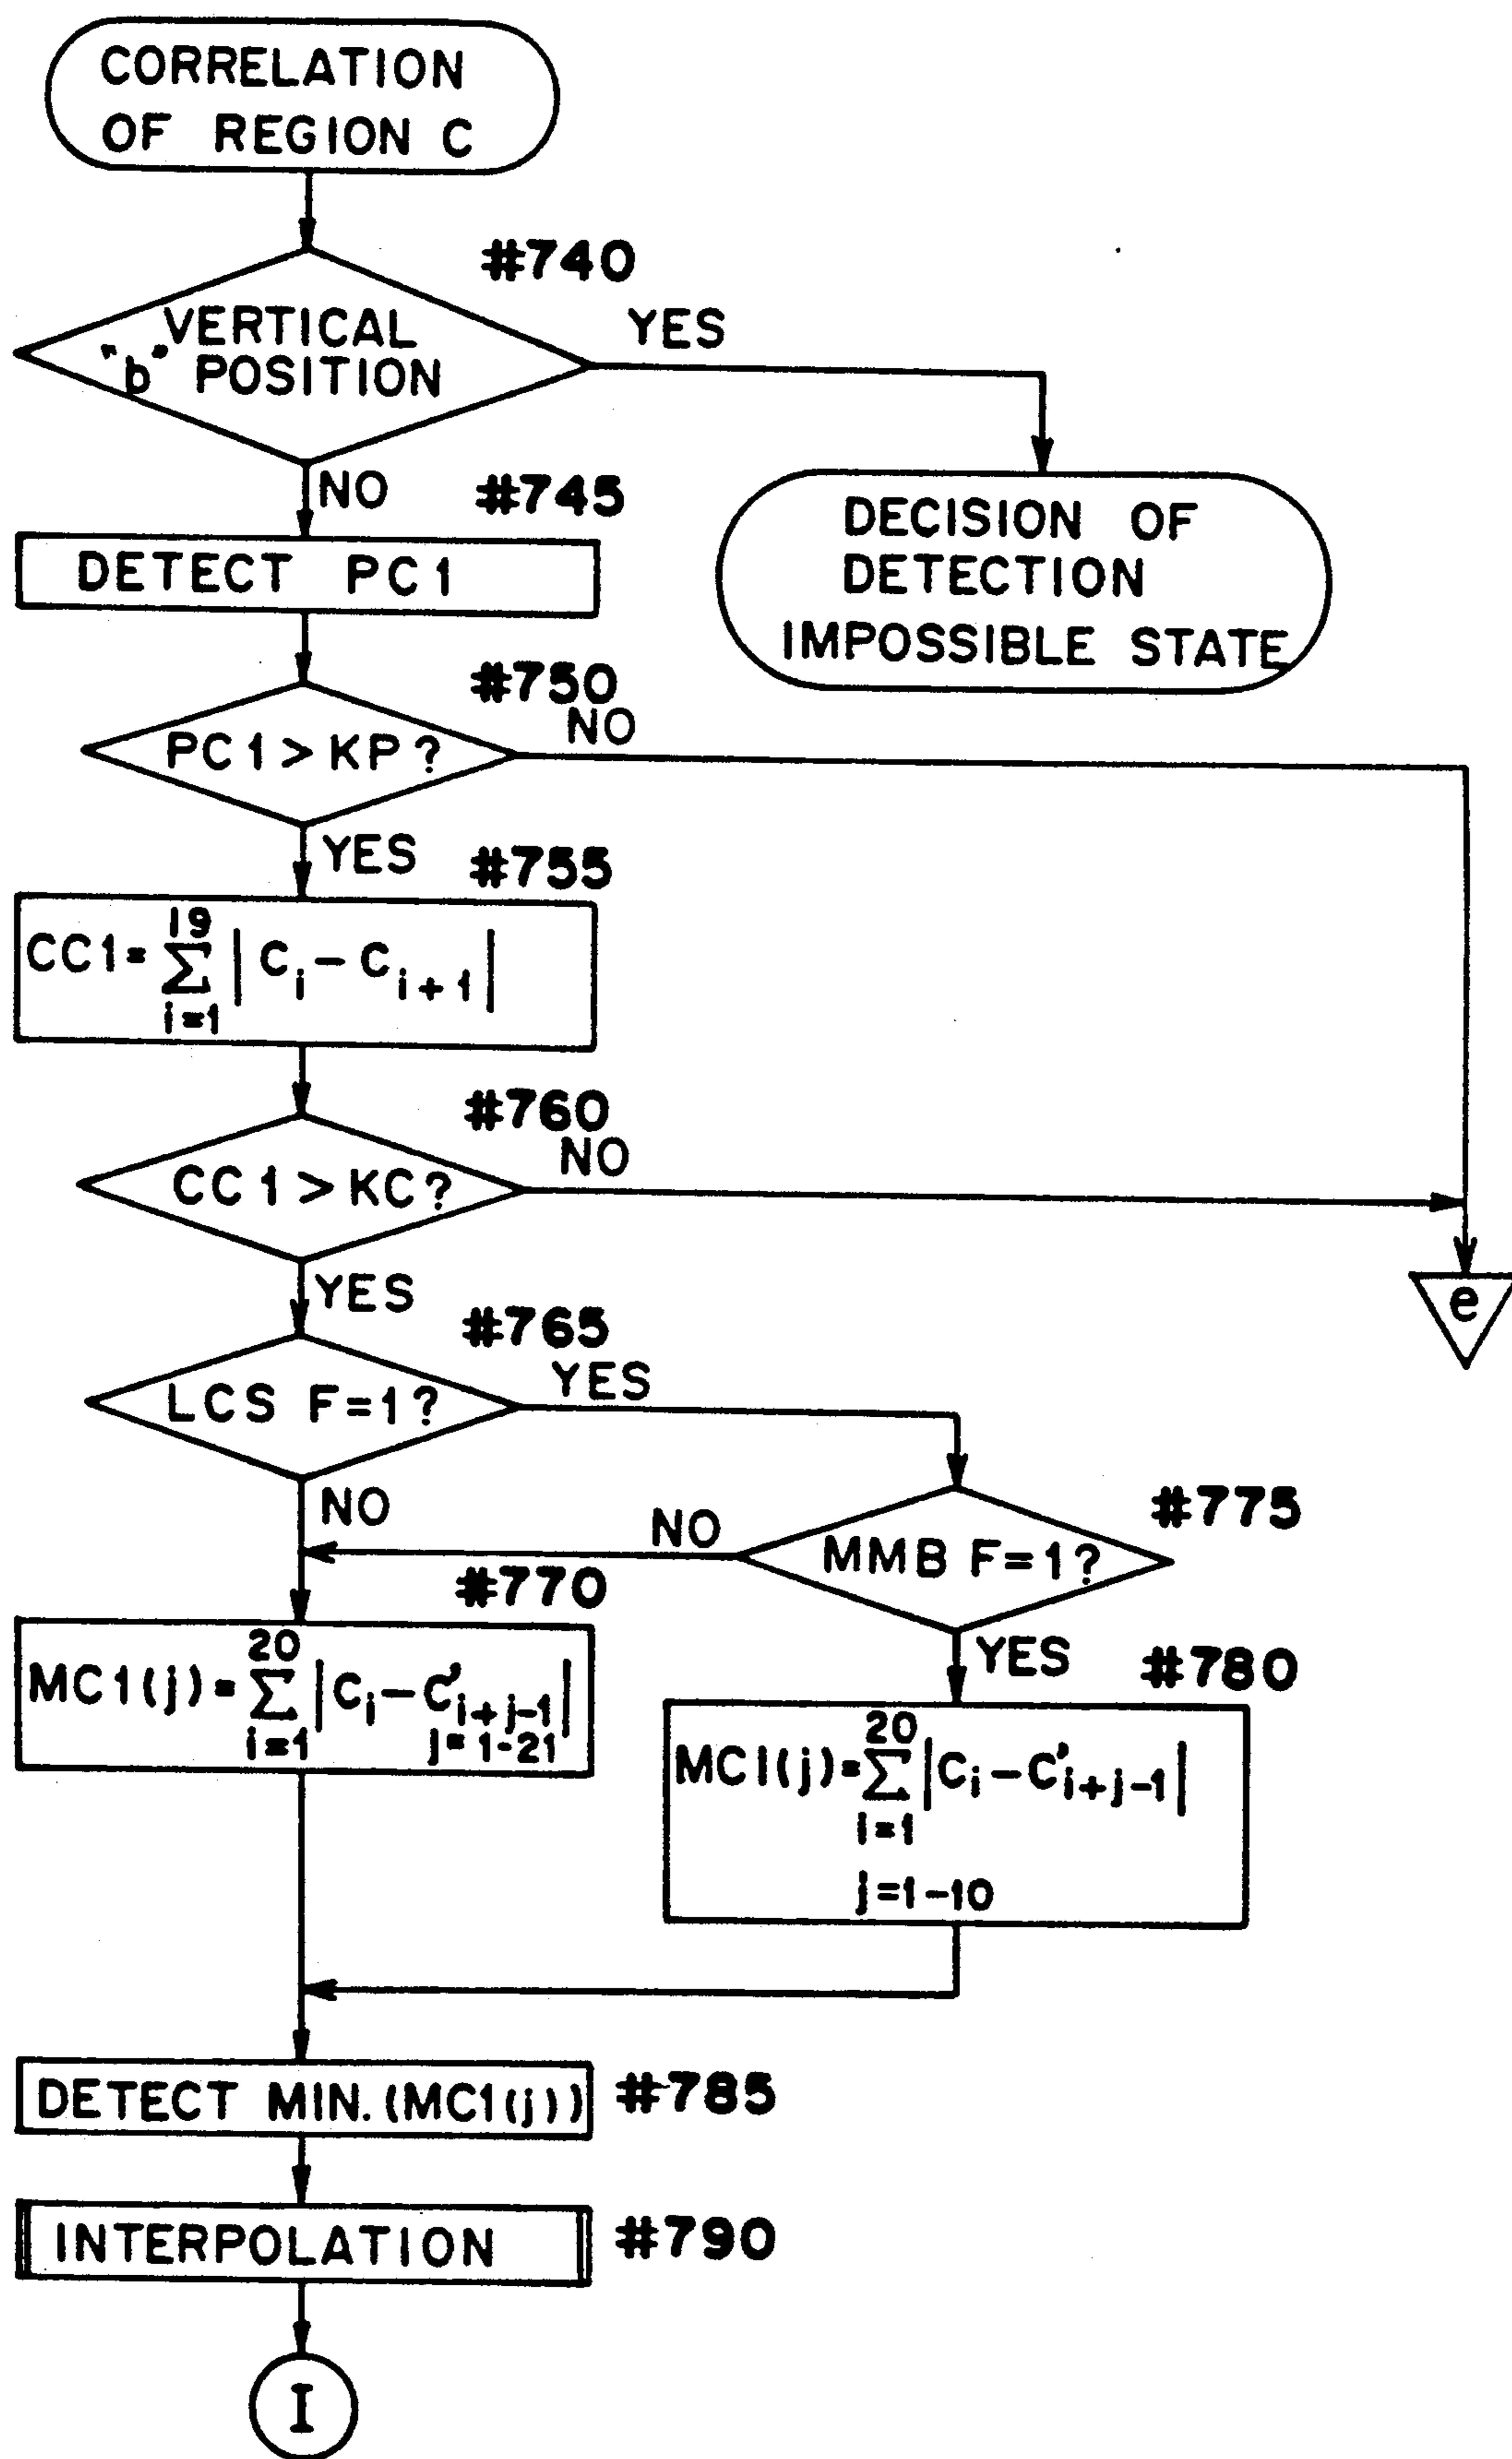 CORRELATION
OF REGION C
#740
VERTICAL
"b" POSITION
YES
NO
#745
DETECT PC1
DECISION OF
DETECTION
IMPOSSIBLE STATE
#750
PC1>KP?
NO
YES
#755
19
CC1=∑|Ci-Ci+1|
i=1
#760
CC1>KC?
NO
YES
e
#765
LCS F=1?
YES
NO
#775
MMB F=1?
NO
YES
#770
20
MC1(j)=∑|Ci-C'i+j-1|
i=1 j=1-21
#780
20
MC1(j)=∑|Ci-C'i+j-1|
i=1
j=1-10
DETECT MIN.(MC1(j)) #785
INTERPOLATION #790
I